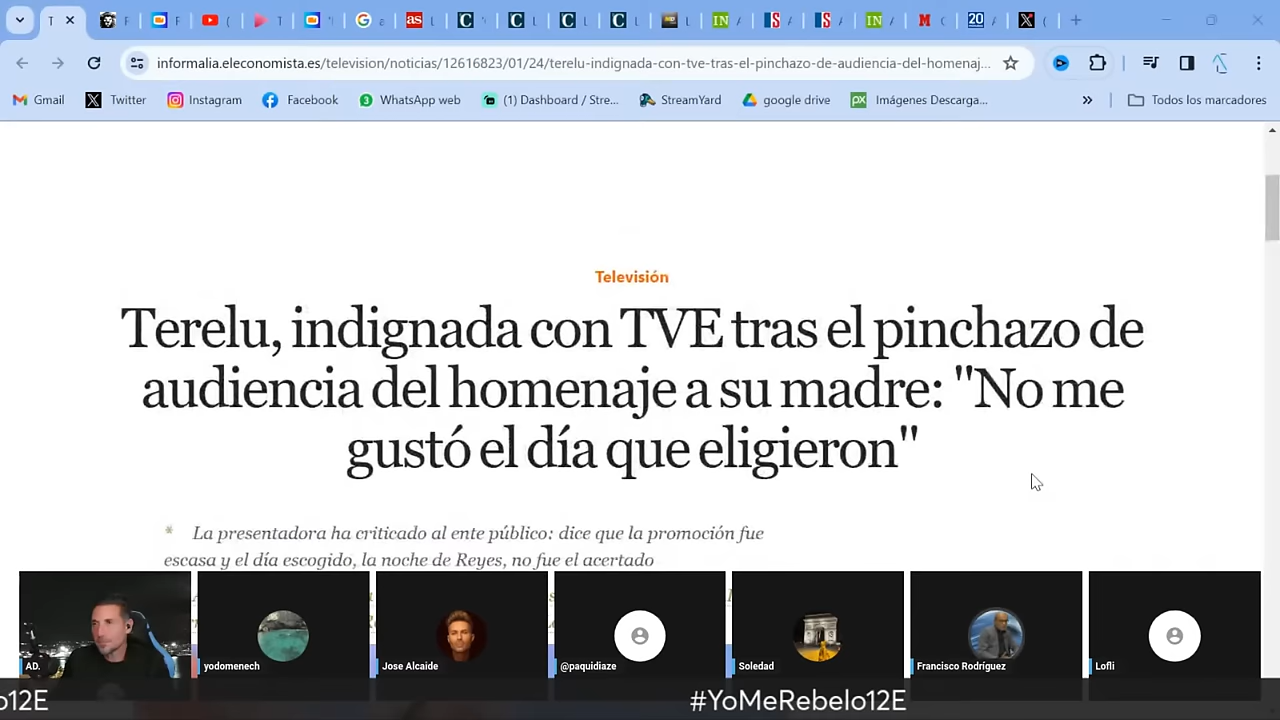 T
as
C
C
C
C
IN
S
S
IN
M
20
X
informalia.eleconomista.es/television/noticias/12616823/01/24/terelu-indignada-con-tve-tras-el-pinchazo-de-audiencia-del-homenaj...
Gmail
Twitter
Instagram
Facebook
WhatsApp web
(1) Dashboard / Stre...
StreamYard
google drive
Imágenes Descarga...
Todos los marcadores
Televisión
Terelu, indignada con TVE tras el pinchazo de
audiencia del homenaje a su madre: "No me
gustó el día que eligieron"
* La presentadora ha criticado al ente público: dice que la promoción fue
escasa y el día escogido, la noche de Reyes, no fue el acertado
AD.
yodomenech
Jose Alcaide
@paquidiaze
Soledad
Francisco Rodríguez
Lofli
o12E
#YoMeRebelo12E